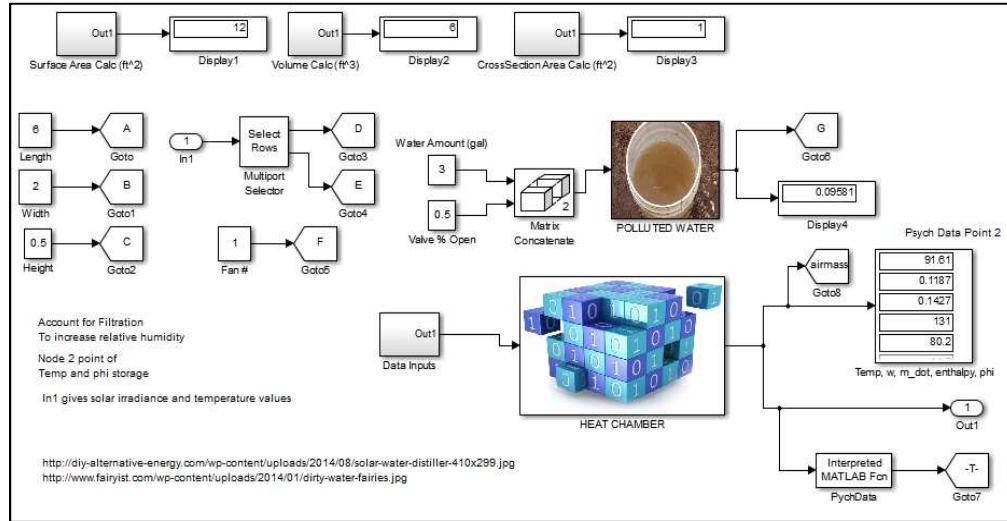 Out1
12
Surface Area Calc (ft^2)
Display1
Out1
6
Volume Calc (ft^3)
Display2
Out1
1
CrossSection Area Calc (ft^2)
Display3
6
Length
A
Goto
2
Width
B
Goto1
0.5
Height
C
Goto2
1
In1
Select
Rows
Multiport
Selector
D
Goto3
E
Goto4
1
Fan #
F
Goto5
Water Amount (gal)
3
0.5
Valve % Open
2
Matrix
Concatenate
POLLUTED WATER
G
Goto6
0.09581
Display4
Psych Data Point 2
airmass
Goto8
91.61
0.1187
0.1427
131
80.2
Temp, w, m_dot, enthalpy, phi
Account for Filtration
To increase relative humidity
Node 2 point of
Temp and phi storage
In1 gives solar irradiance and temperature values
Out1
Data Inputs
HEAT CHAMBER
1
Out1
Interpreted
MATLAB Fcn
PychData
-T-
Goto7
http://diy-alternative-energy.com/wp-content/uploads/2014/08/solar-water-distiller-410x299.jpg
http://www.fairyist.com/wp-content/uploads/2014/01/dirty-water-fairies.jpg